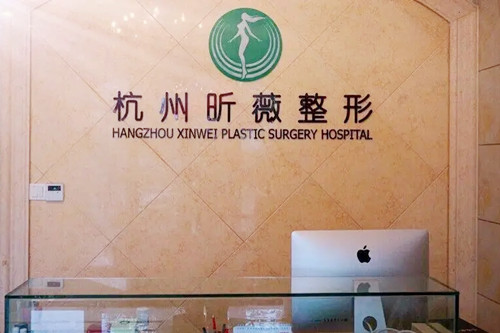 杭州昕薇整形
HANGZHOU XINWEI PLASTIC SURGERY HOSPITAL